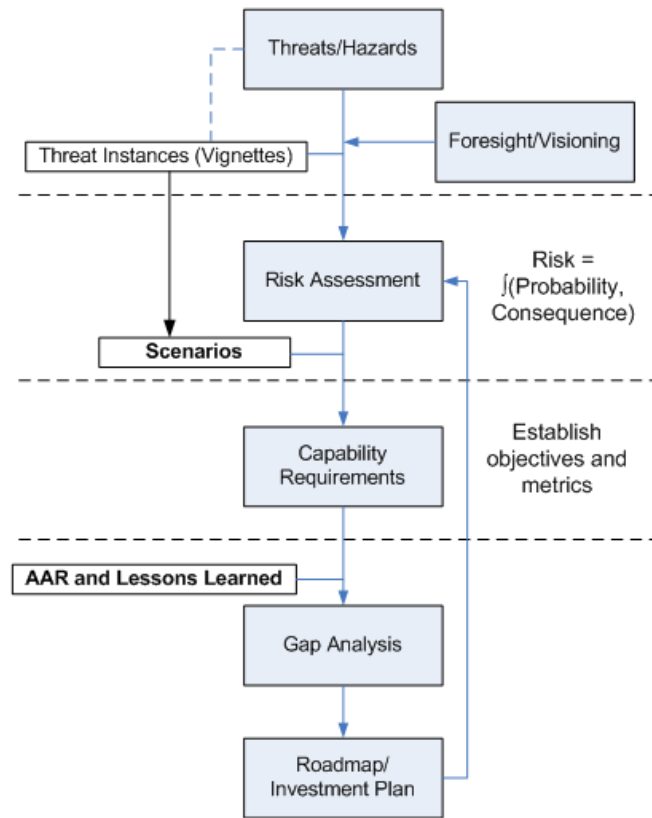 Threats/Hazards
Foresight/Visioning
Threat Instances (Vignettes)
Risk Assessment
Risk =
∫(Probability,
Consequence)
Scenarios
Capability
Requirements
Establish
objectives and
metrics
AAR and Lessons Learned
Gap Analysis
Roadmap/
Investment Plan